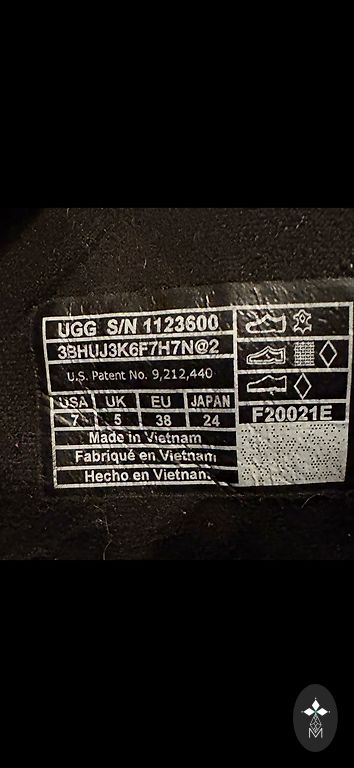 UGG S/N 1123600
3BHUJ3K6F7H7N@2
U.S. Patent No. 9,212,440
USA UK EU JAPAN
7 5 38 24
F20021E
Made in Vietnam
Fabriqué en Vietnam
Hecho en Vietnam.
M